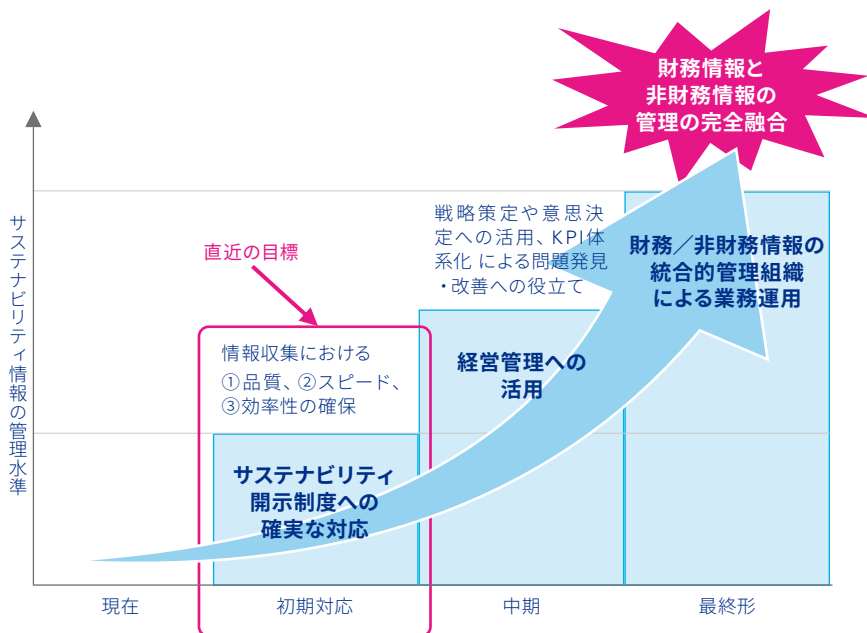 財務情報と
非財務情報の
管理の完全融合
サステナビリティ情報の管理水準
戦略策定や意思決
定への活用、KPI体
系化 による問題発見
・改善への役立て
財務／非財務情報の
統合的管理組織
による業務運用
直近の目標
情報収集における
①品質、②スピード、
③効率性の確保
経営管理への
活用
サステナビリティ
開示制度への
確実な対応
現在
初期対応
中期
最終形